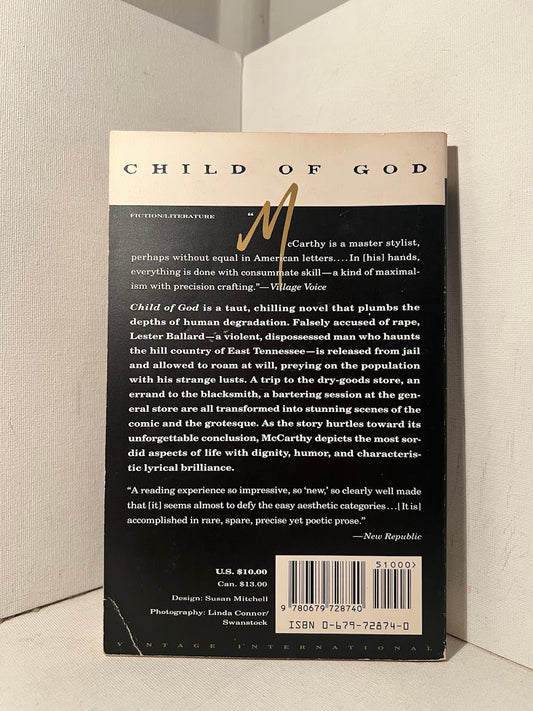 CHILD OF GOD
FICTION/LITERATURE
“McCarthy is a master stylist,
perhaps without equal in American letters....In [his] hands,
everything is done with consummate skill—a kind of maximal-
ism with precision crafting.”—Village Voice
Child of God is a taut, chilling novel that plumbs the
depths of human degradation. Falsely accused of rape,
Lester Ballard—a violent, dispossessed man who haunts
the hill country of East Tennessee—is released from jail
and allowed to roam at will, preying on the population
with his strange lusts. A trip to the dry-goods store, an
errand to the blacksmith, a bartering session at the gen-
eral store are all transformed into stunning scenes of the
comic and the grotesque. As the story hurtles toward its
unforgettable conclusion, McCarthy depicts the most sor-
did aspects of life with dignity, humor, and characteris-
tic lyrical brilliance.
“A reading experience so impressive, so ‘new,’ so clearly well made
that [it] seems almost to defy the easy aesthetic categories...[It is]
accomplished in rare, spare, precise yet poetic prose.”
—New Republic
U.S. $10.00
Can. $13.00
Design: Susan Mitchell
Photography: Linda Connor/
Swanstock
51000>
9 780679 728740
ISBN 0-679-72874-0
VINTAGE INTERNATIONAL